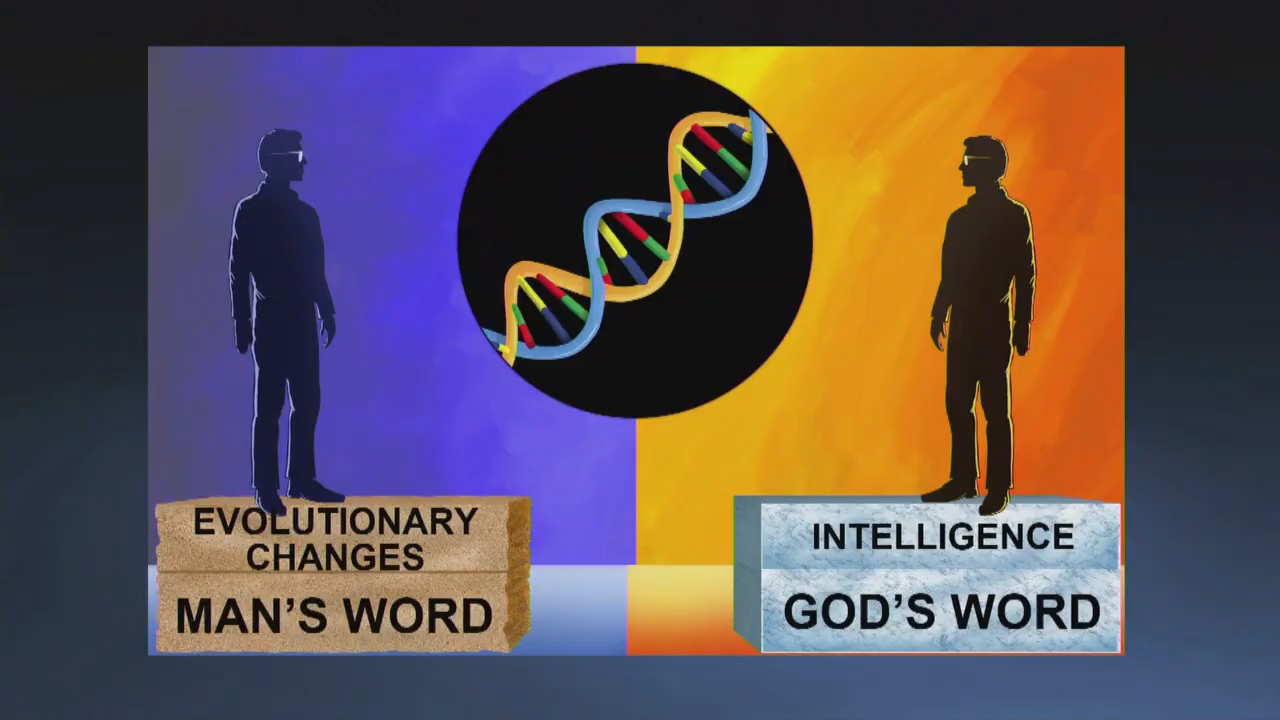 EVOLUTIONARY
CHANGES
MAN'S WORD
INTELLIGENCE
GOD'S WORD